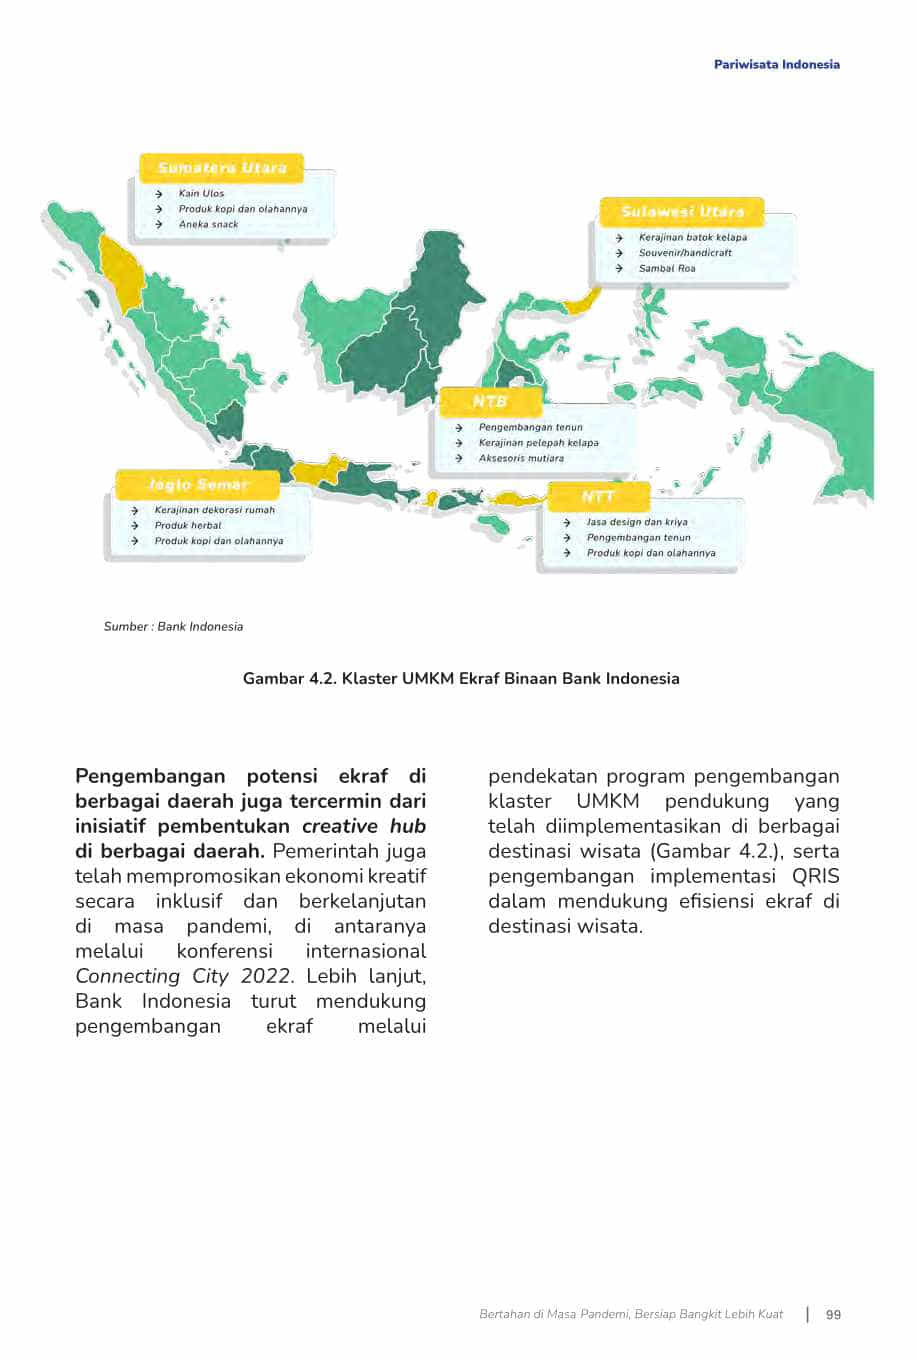 Pariwisata Indonesia
Sumatera Utara
Kain Ulos
Produk kopi dan olahannya
Aneka snack
Sulawesi Utara
Kerajinan batok kelapa
Souvenir/handicraft
Sambal Roa
NTB
Pengembangan tenun
Kerajinan pelepah kelapa
Aksesoris mutiara
Joglo Semar
Kerajinan dekorasi rumah
Produk herbal
Produk kopi dan olahannya
NTT
Jasa design dan kriya
Pengembangan tenun
Produk kopi dan olahannya
Sumber : Bank Indonesia
Gambar 4.2. Klaster UMKM Ekraf Binaan Bank Indonesia
Pengembangan potensi ekraf di
berbagai daerah juga tercermin dari
inisiatif pembentukan creative hub
di berbagai daerah. Pemerintah juga
telah mempromosikan ekonomi kreatif
secara inklusif dan berkelanjutan
di masa pandemi, di antaranya
melalui konferensi internasional
Connecting City 2022. Lebih lanjut,
Bank Indonesia turut mendukung
pengembangan ekraf melalui
pendekatan program pengembangan
klaster UMKM pendukung yang
telah diimplementasikan di berbagai
destinasi wisata (Gambar 4.2.), serta
pengembangan implementasi QRIS
dalam mendukung efisiensi ekraf di
destinasi wisata.
Bertahan di Masa Pandemi, Bersiap Bangkit Lebih Kuat | 99